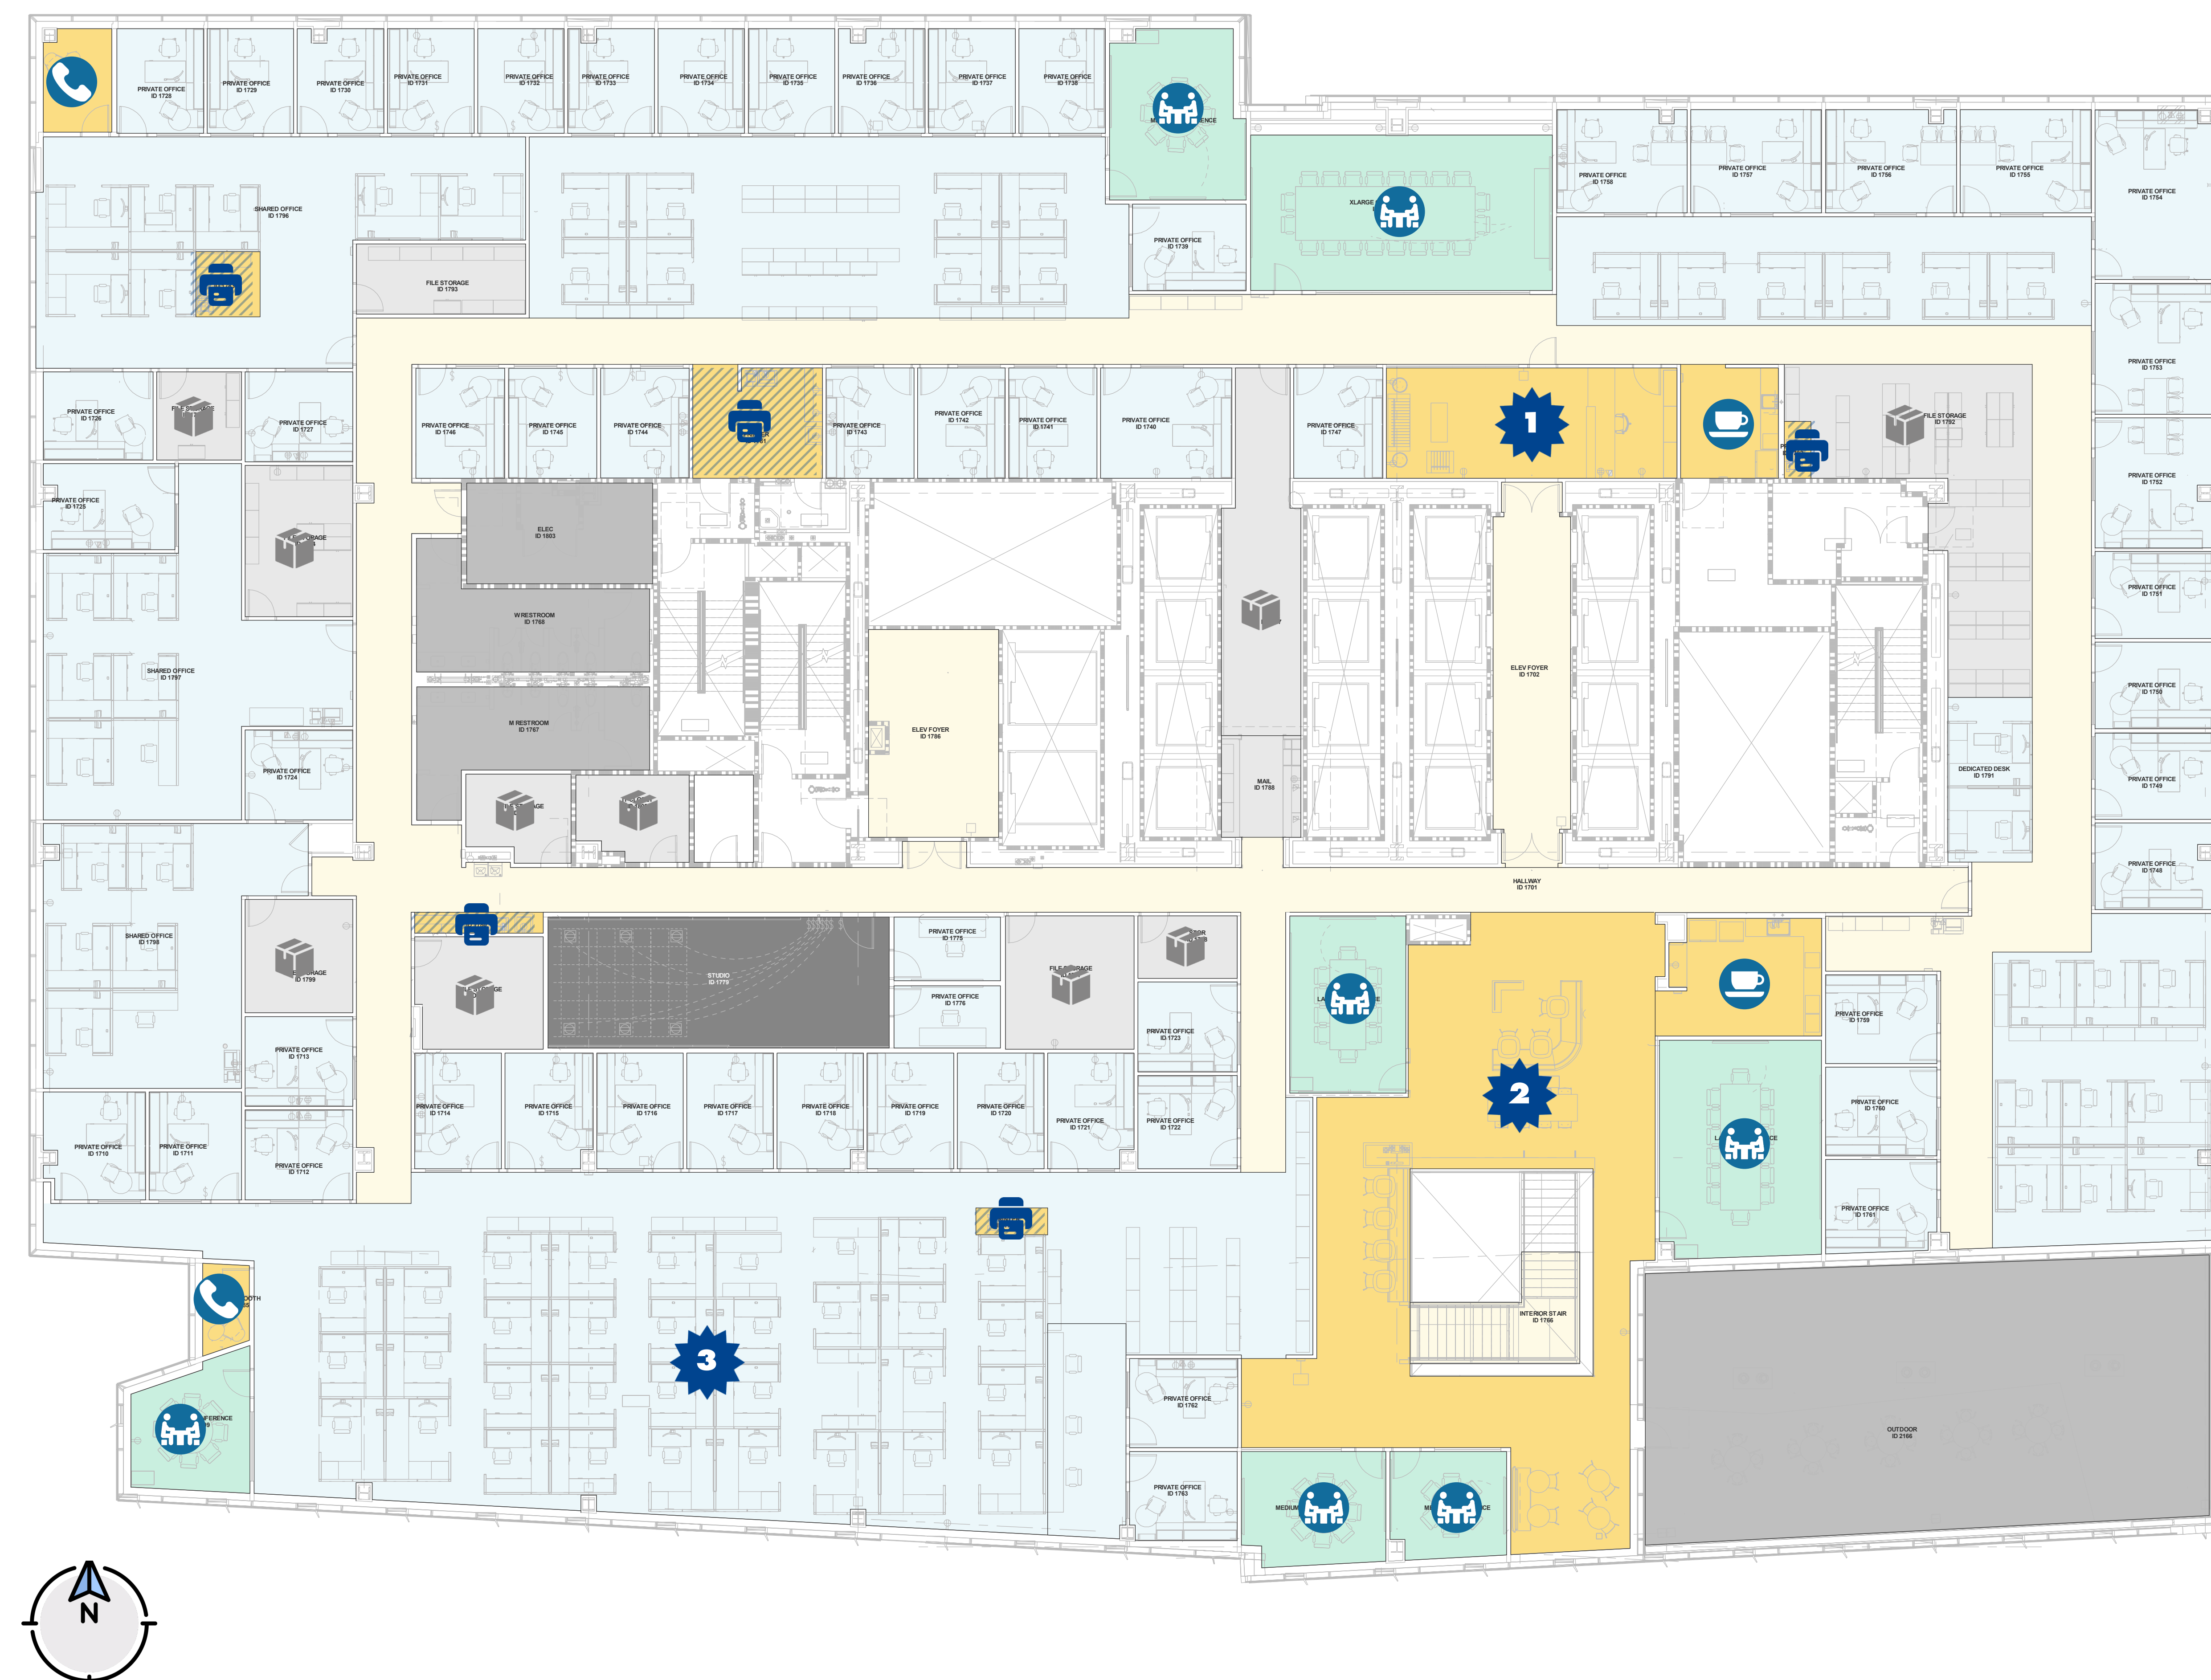 PRIVATE OFFICE
ID 1728
PRIVATE OFFICE
ID 1729
PRIVATE OFFICE
ID 1730
PRIVATE OFFICE
ID 1731
PRIVATE OFFICE
ID 1732
PRIVATE OFFICE
ID 1733
PRIVATE OFFICE
ID 1734
PRIVATE OFFICE
ID 1735
PRIVATE OFFICE
ID 1736
PRIVATE OFFICE
ID 1737
PRIVATE OFFICE
ID 1738
PRIVATE OFFICE
ID 1758
PRIVATE OFFICE
ID 1757
PRIVATE OFFICE
ID 1756
PRIVATE OFFICE
ID 1755
PRIVATE OFFICE
ID 1754
XLARGE
SHARED OFFICE
ID 1796
PRIVATE OFFICE
ID 1739
FILE STORAGE
ID 1793
PRIVATE OFFICE
ID 1753
PRIVATE OFFICE
ID 1726
PRIVATE OFFICE
ID 1727
PRIVATE OFFICE
ID 1746
PRIVATE OFFICE
ID 1745
PRIVATE OFFICE
ID 1744
PRIVATE OFFICE
ID 1743
PRIVATE OFFICE
ID 1742
PRIVATE OFFICE
ID 1741
PRIVATE OFFICE
ID 1740
PRIVATE OFFICE
ID 1747
1
FILE STORAGE
ID 1792
PRIVATE OFFICE
ID 1752
PRIVATE OFFICE
ID 1725
ELEC
ID 1803
PRIVATE OFFICE
ID 1751
W RESTROOM
ID 1768
SHARED OFFICE
ID 1797
ELEV FOYER
ID 1702
PRIVATE OFFICE
ID 1750
M RESTROOM
ID 1767
ELEV FOYER
ID 1786
PRIVATE OFFICE
ID 1724
MAIL
ID 1788
DEDICATED DESK
ID 1791
PRIVATE OFFICE
ID 1749
PRIVATE OFFICE
ID 1748
HALLWAY
ID 1701
SHARED OFFICE
ID 1798
ID 1799
STUDIO
ID 1779
PRIVATE OFFICE
ID 1775
PRIVATE OFFICE
ID 1776
PRIVATE OFFICE
ID 1723
PRIVATE OFFICE
ID 1759
PRIVATE OFFICE
ID 1713
PRIVATE OFFICE
ID 1714
PRIVATE OFFICE
ID 1715
PRIVATE OFFICE
ID 1716
PRIVATE OFFICE
ID 1717
PRIVATE OFFICE
ID 1718
PRIVATE OFFICE
ID 1719
PRIVATE OFFICE
ID 1720
PRIVATE OFFICE
ID 1721
PRIVATE OFFICE
ID 1722
2
PRIVATE OFFICE
ID 1760
PRIVATE OFFICE
ID 1710
PRIVATE OFFICE
ID 1711
PRIVATE OFFICE
ID 1712
PRIVATE OFFICE
ID 1761
INTERIOR STAIR
ID 1766
3
PRIVATE OFFICE
ID 1762
OUTDOOR
ID 2166
PRIVATE OFFICE
ID 1763
MEDIUM
N